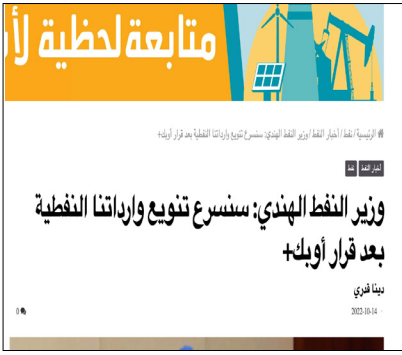 متابعة لحظية لأ
الرئيسية/نفط/أخبار النفط/وزير النفط الهندي: سنسرع تنويع وارداتنا النفطية بعد قرار أوبك+
أخبار النفط نفط
وزير النفط الهندي: سنسرع تنويع وارداتنا النفطية
بعد قرار أوبك+
دينا قدري
2022-10-14 0